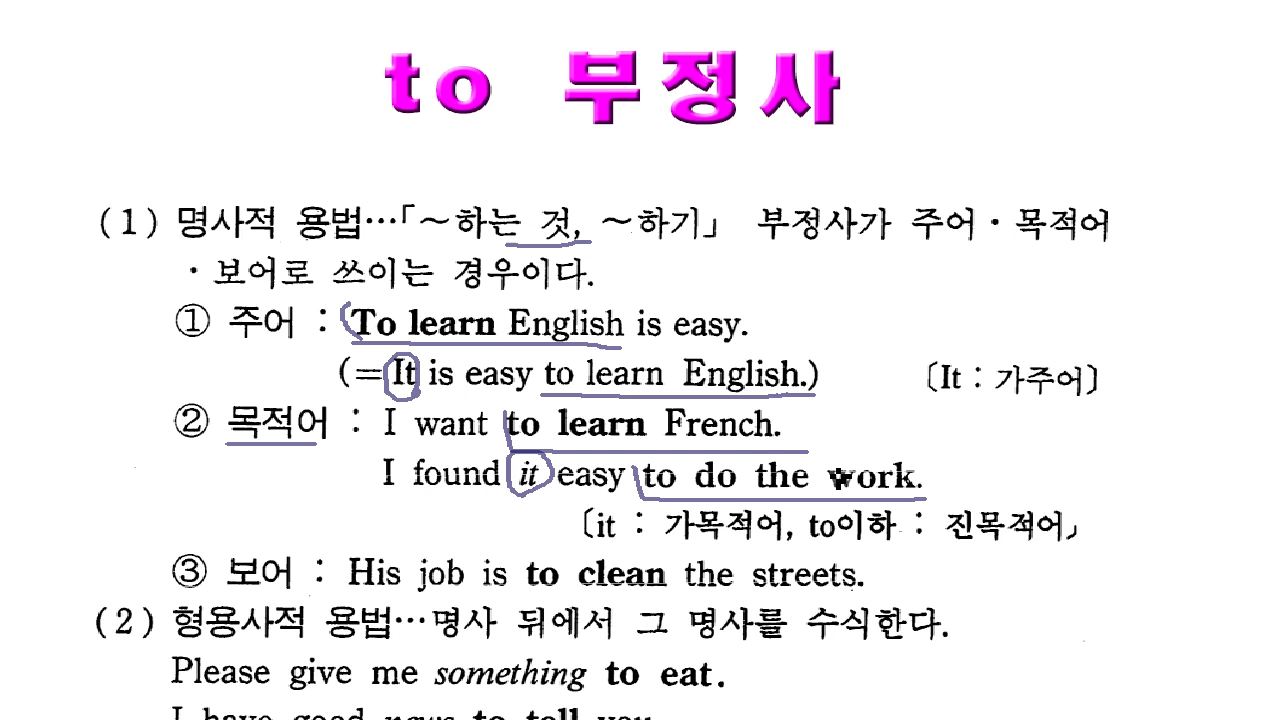 to 부정사
(1) 명사적 용법…「~하는 것, ~하기」 부정사가 주어·목적어
·보어로 쓰이는 경우이다.
① 주어 : To learn English is easy.
(=It is easy to learn English.) 〔It : 가주어〕
② 목적어 : I want to learn French.
I found it easy to do the work.
〔it : 가목적어, to이하 : 진목적어」
③ 보어 : His job is to clean the streets.
(2) 형용사적 용법…명사 뒤에서 그 명사를 수식한다.
Please give me something to eat.
I have good news to tell you.